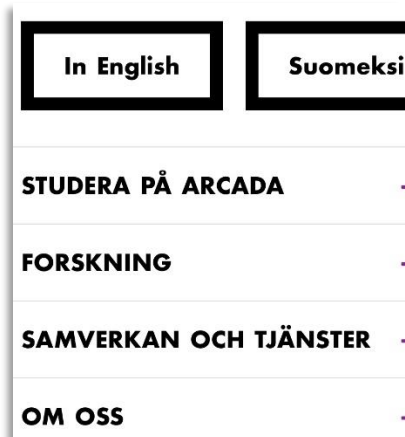 In English Suomeksi
STUDERA PÅ ARCADA
FORSKNING
SAMVERKAN OCH TJÄNSTER
OM OSS